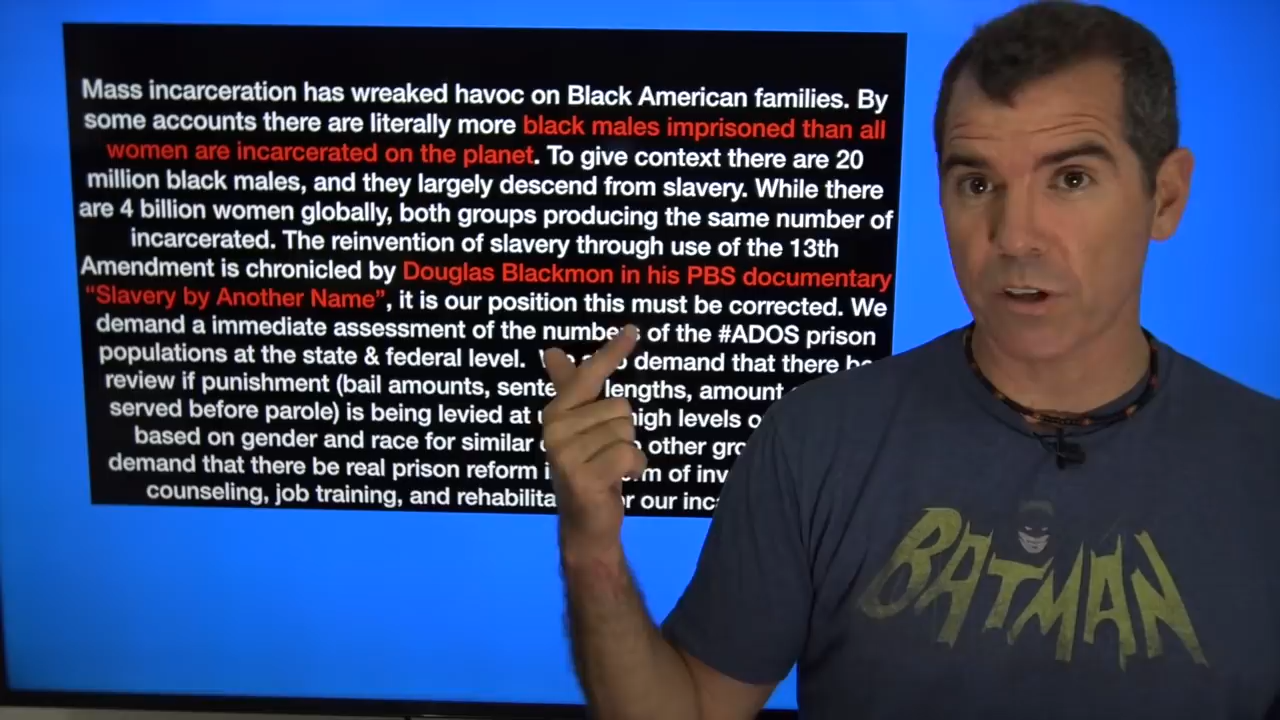 Mass incarceration has wreaked havoc on Black American families. By
some accounts there are literally more black males imprisoned than all
women are incarcerated on the planet. To give context there are 20
million black males, and they largely descend from slavery. While there
are 4 billion women globally, both groups producing the same number of
incarcerated. The reinvention of slavery through use of the 13th
Amendment is chronicled by Douglas Blackmon in his PBS documentary
“Slavery by Another Name”, it is our position this must be corrected. We
demand a immediate assessment of the numbers of the #ADOS prison
populations at the state & federal level. demand that there
review if punishment (bail amounts, lengths, amount
served before parole) is being levied at high levels
based on gender and race for similar other
demand that there be real prison reform of
counseling, job training, and our
BATMAN